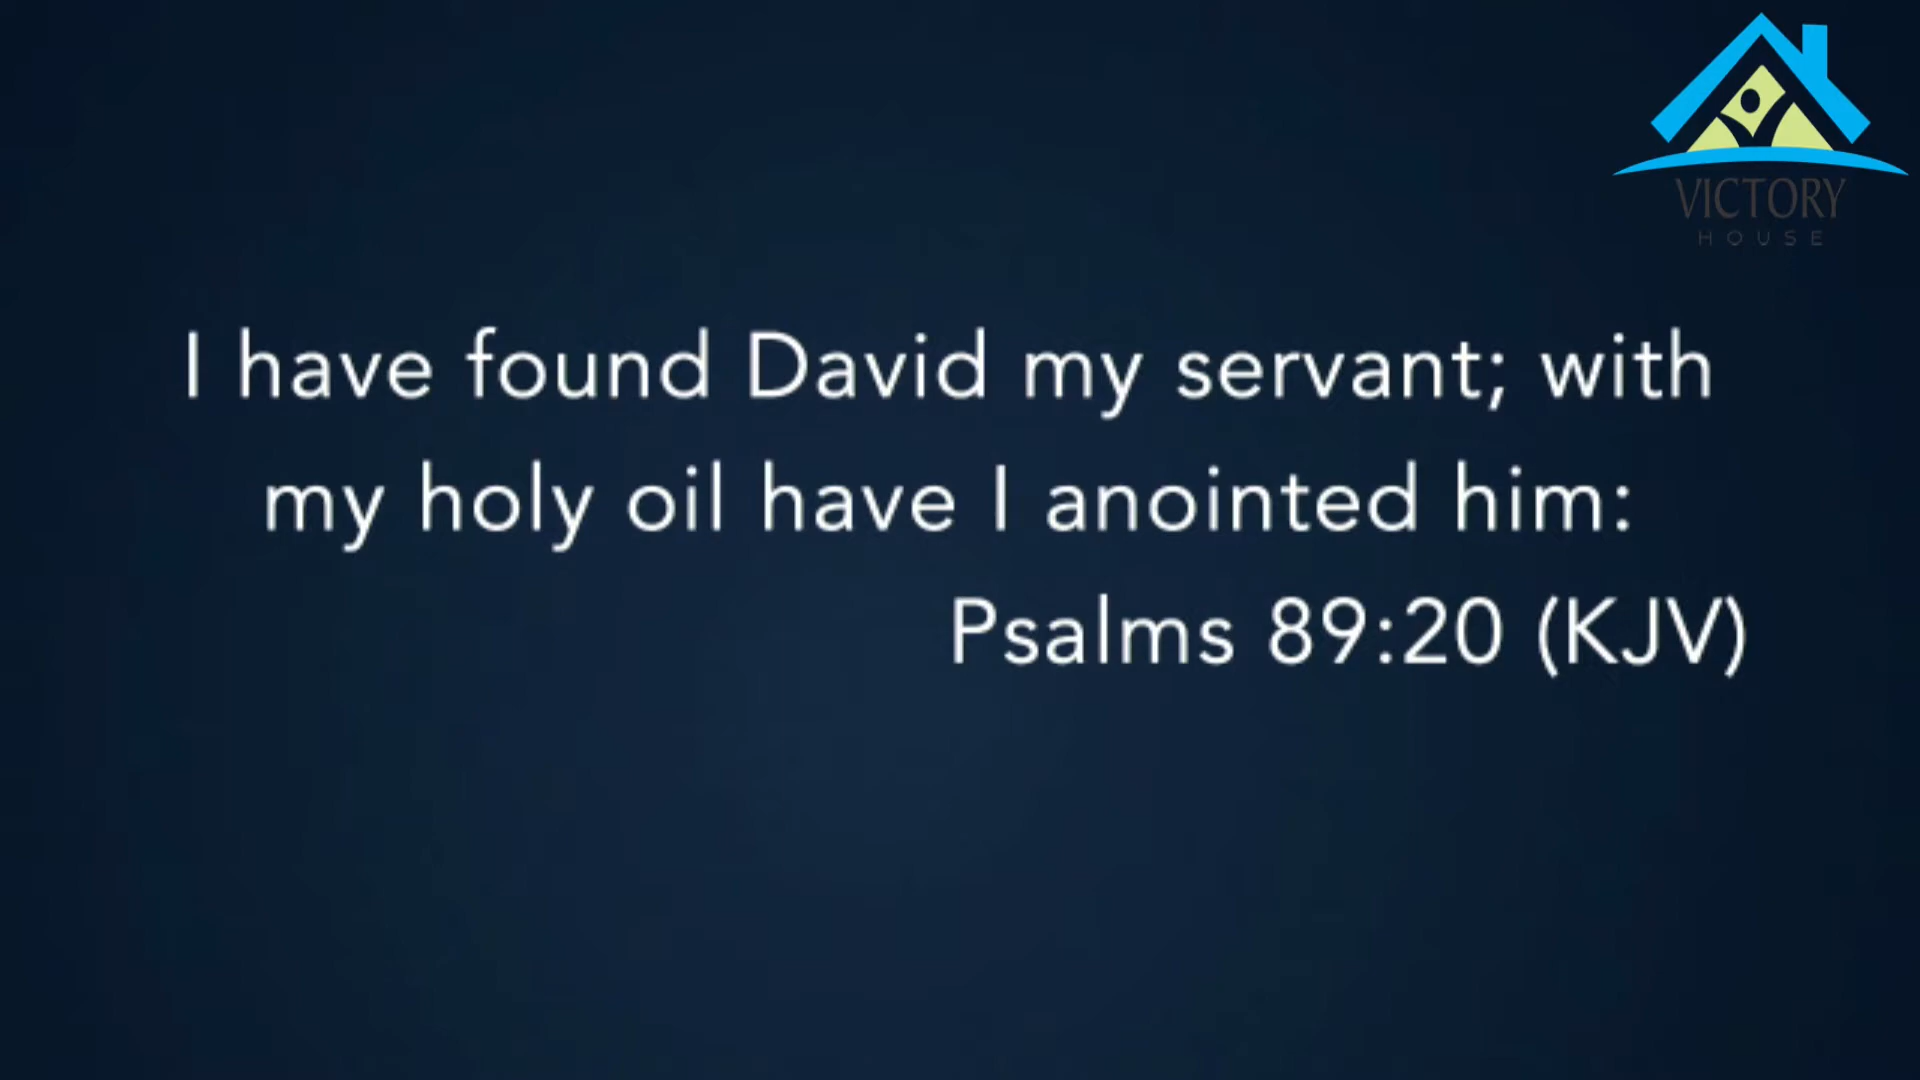 VICTORY
HOUSE
I have found David my servant; with
my holy oil have I anointed him:
Psalms 89:20 (KJV)